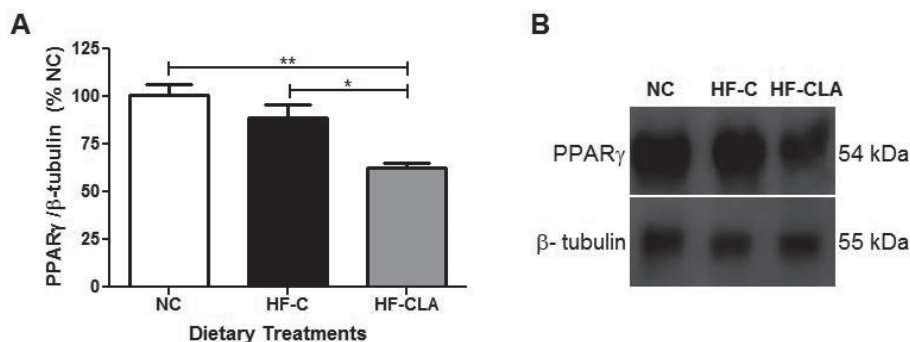 A
PPARγ/β-tubulin (% NC)
125
100
75
50
25
0
**
*
NC HF-C HF-CLA
Dietary Treatments
B
NC HF-C HF-CLA
PPARγ 54 kDa
β- tubulin 55 kDa